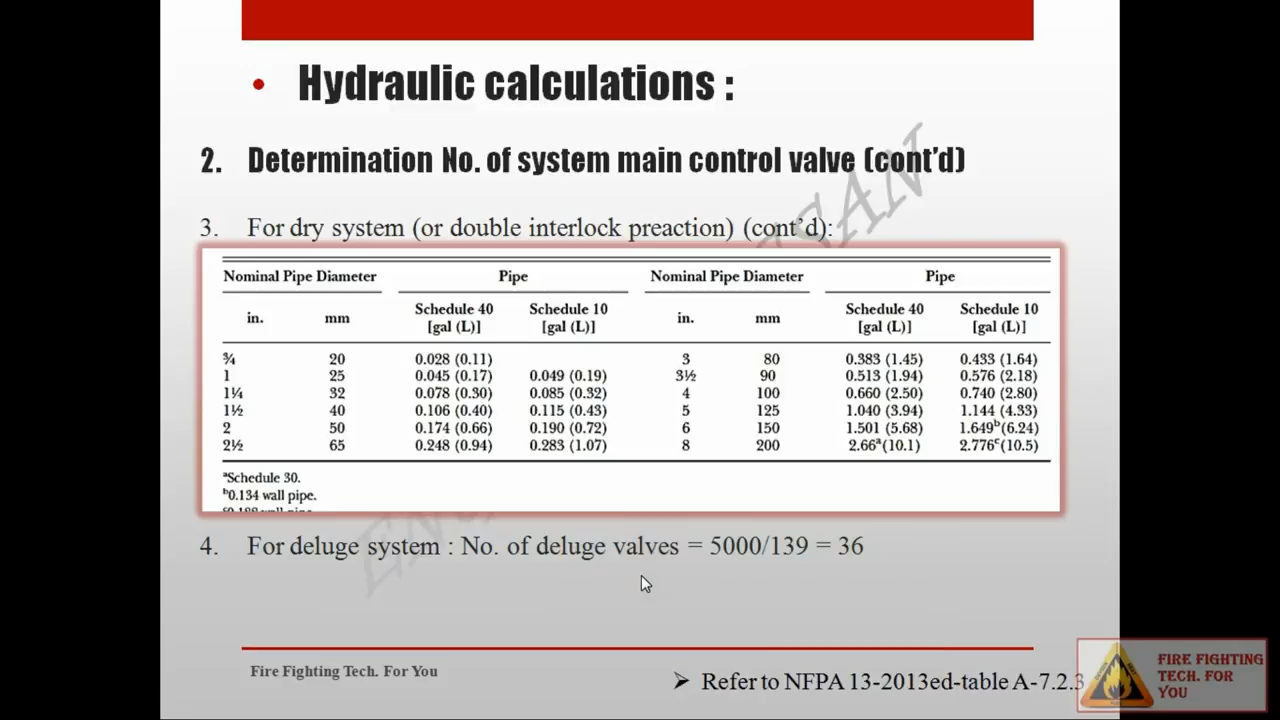 • Hydraulic calculations :
2. Determination No. of system main control valve (cont'd)
3. For dry system (or double interlock preaction) (cont'd):
Nominal Pipe Diameter Pipe Nominal Pipe Diameter Pipe
in. mm Schedule 40 [gal (L)] Schedule 10 [gal (L)] in. mm Schedule 40 [gal (L)] Schedule 10 [gal (L)]
¾ 20 0.028 (0.11) 3 80 0.383 (1.45) 0.433 (1.64)
1 25 0.045 (0.17) 0.049 (0.19) 3½ 90 0.513 (1.94) 0.576 (2.18)
1¼ 32 0.078 (0.30) 0.085 (0.32) 4 100 0.660 (2.50) 0.740 (2.80)
1½ 40 0.106 (0.40) 0.115 (0.43) 5 125 1.040 (3.94) 1.144 (4.33)
2 50 0.174 (0.66) 0.190 (0.72) 6 150 1.501 (5.68) 1.649ᵇ(6.24)
2½ 65 0.248 (0.94) 0.283 (1.07) 8 200 2.66ᵃ(10.1) 2.776ᶜ(10.5)
ᵃSchedule 30.
ᵇ0.134 wall pipe.
4. For deluge system : No. of deluge valves = 5000/139 = 36
Fire Fighting Tech. For You
➢ Refer to NFPA 13-2013ed-table A-7.2.3
FIRE FIGHTING
TECH. FOR
YOU